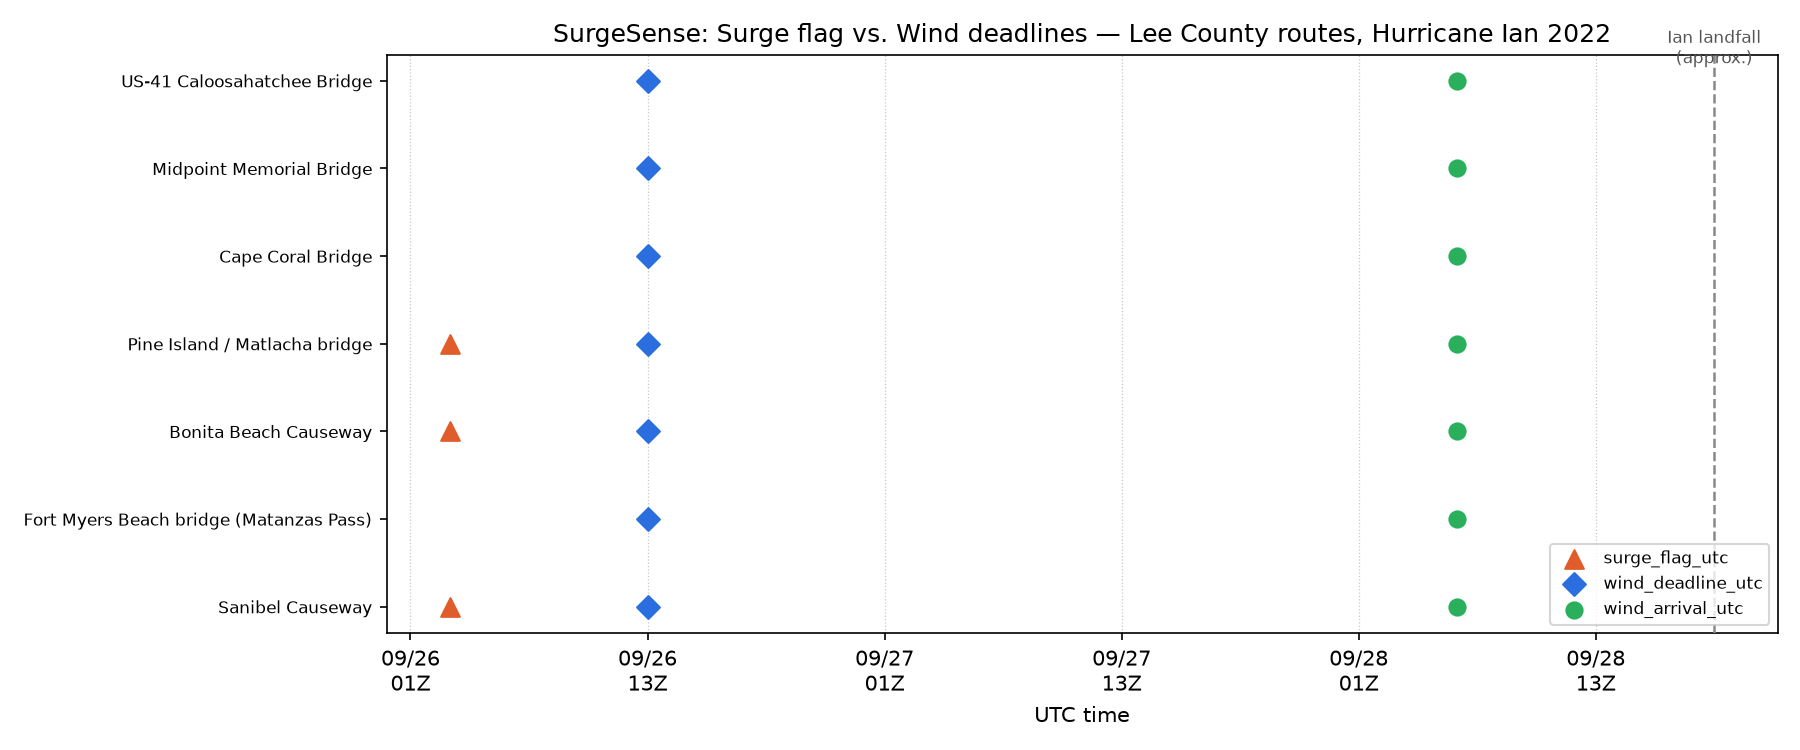 SurgeSense: Surge flag vs. Wind deadlines — Lee County routes, Hurricane Ian 2022
Ian landfall
(approx.)
US-41 Caloosahatchee Bridge
Midpoint Memorial Bridge
Cape Coral Bridge
Pine Island / Matlacha bridge
Bonita Beach Causeway
Fort Myers Beach bridge (Matanzas Pass)
Sanibel Causeway
surge_flag_utc
wind_deadline_utc
wind_arrival_utc
09/26
01Z
09/26
13Z
09/27
01Z
09/27
13Z
09/28
01Z
09/28
13Z
UTC time